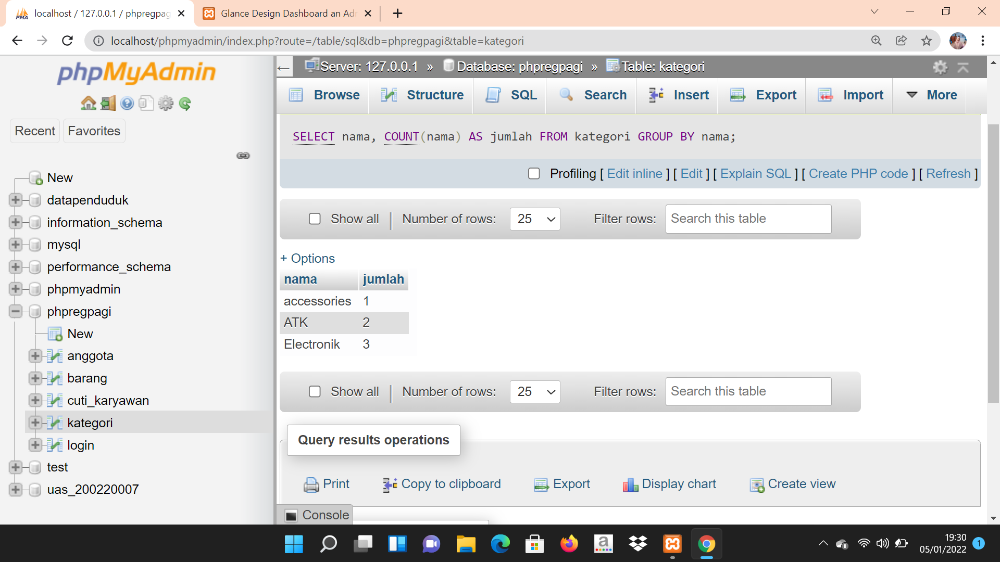 localhost / 127.0.0.1 / phpregpag
Glance Design Dashboard an Adr
localhost/phpmyadmin/index.php?route=/table/sql&db=phpregpagi&table=kategori
phpMyAdmin
Recent
Favorites
New
datapenduduk
information_schema
mysql
performance_schema
phpmyadmin
phpregpagi
New
anggota
barang
cuti_karyawan
kategori
login
test
uas_200220007
Server: 127.0.0.1 » Database: phpregpagi » Table: kategori
Browse
Structure
SQL
Search
Insert
Export
Import
More
SELECT nama, COUNT(nama) AS jumlah FROM kategori GROUP BY nama;
Profiling [ Edit inline ] [ Edit ] [ Explain SQL ] [ Create PHP code ] [ Refresh ]
Show all | Number of rows: 25 Filter rows: Search this table
+ Options
nama jumlah
accessories 1
ATK 2
Electronik 3
Show all | Number of rows: 25 Filter rows: Search this table
Query results operations
Print
Copy to clipboard
Export
Display chart
Create view
Console
19:30
05/01/2022
1